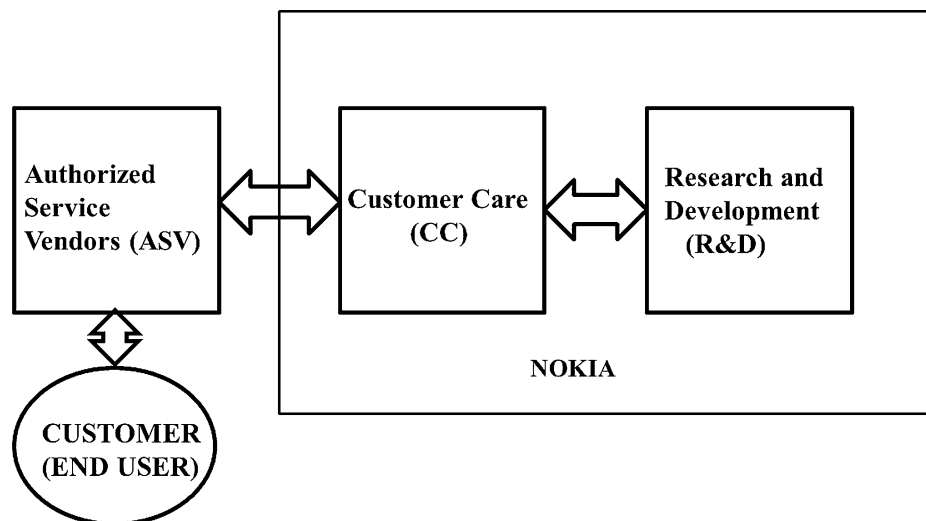 Authorized
Service
Vendors (ASV)
Customer Care
(CC)
Research and
Development
(R&D)
NOKIA
CUSTOMER
(END USER)